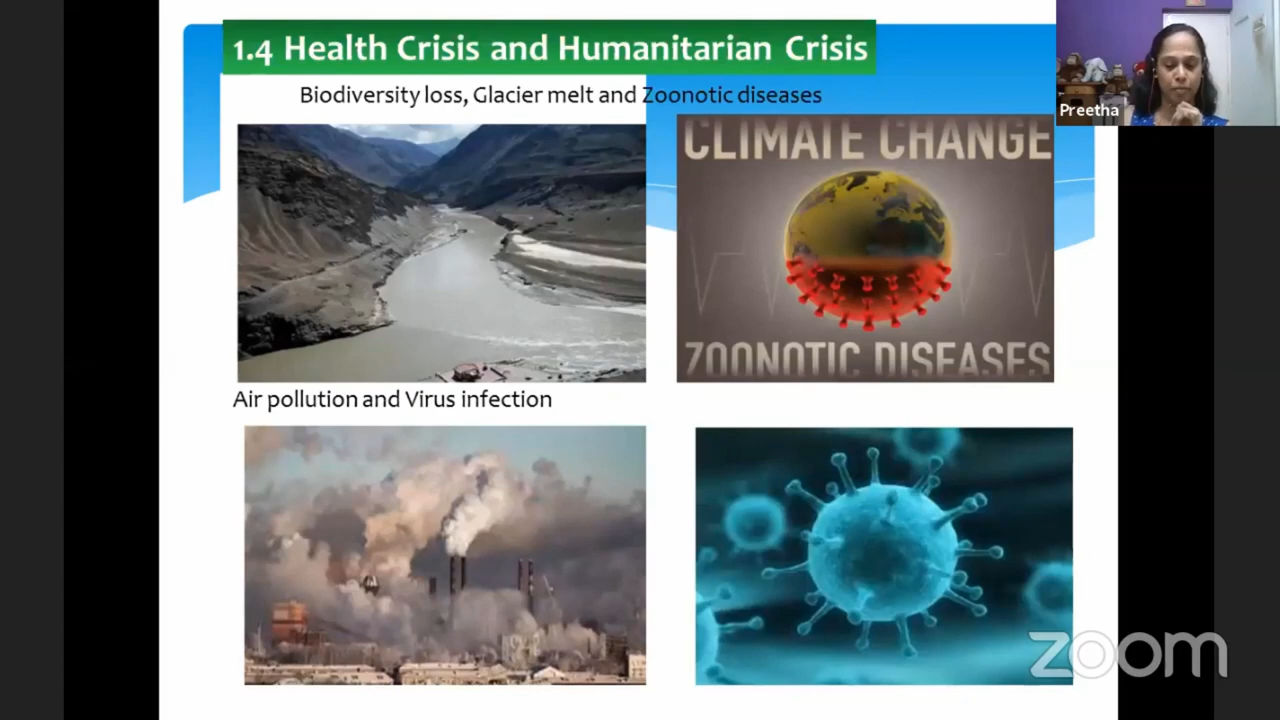 1.4 Health Crisis and Humanitarian Crisis
Biodiversity loss, Glacier melt and Zoonotic diseases
Preetha
CLIMATE CHANGE
ZOONOTIC DISEASES
Air pollution and Virus infection
zoom